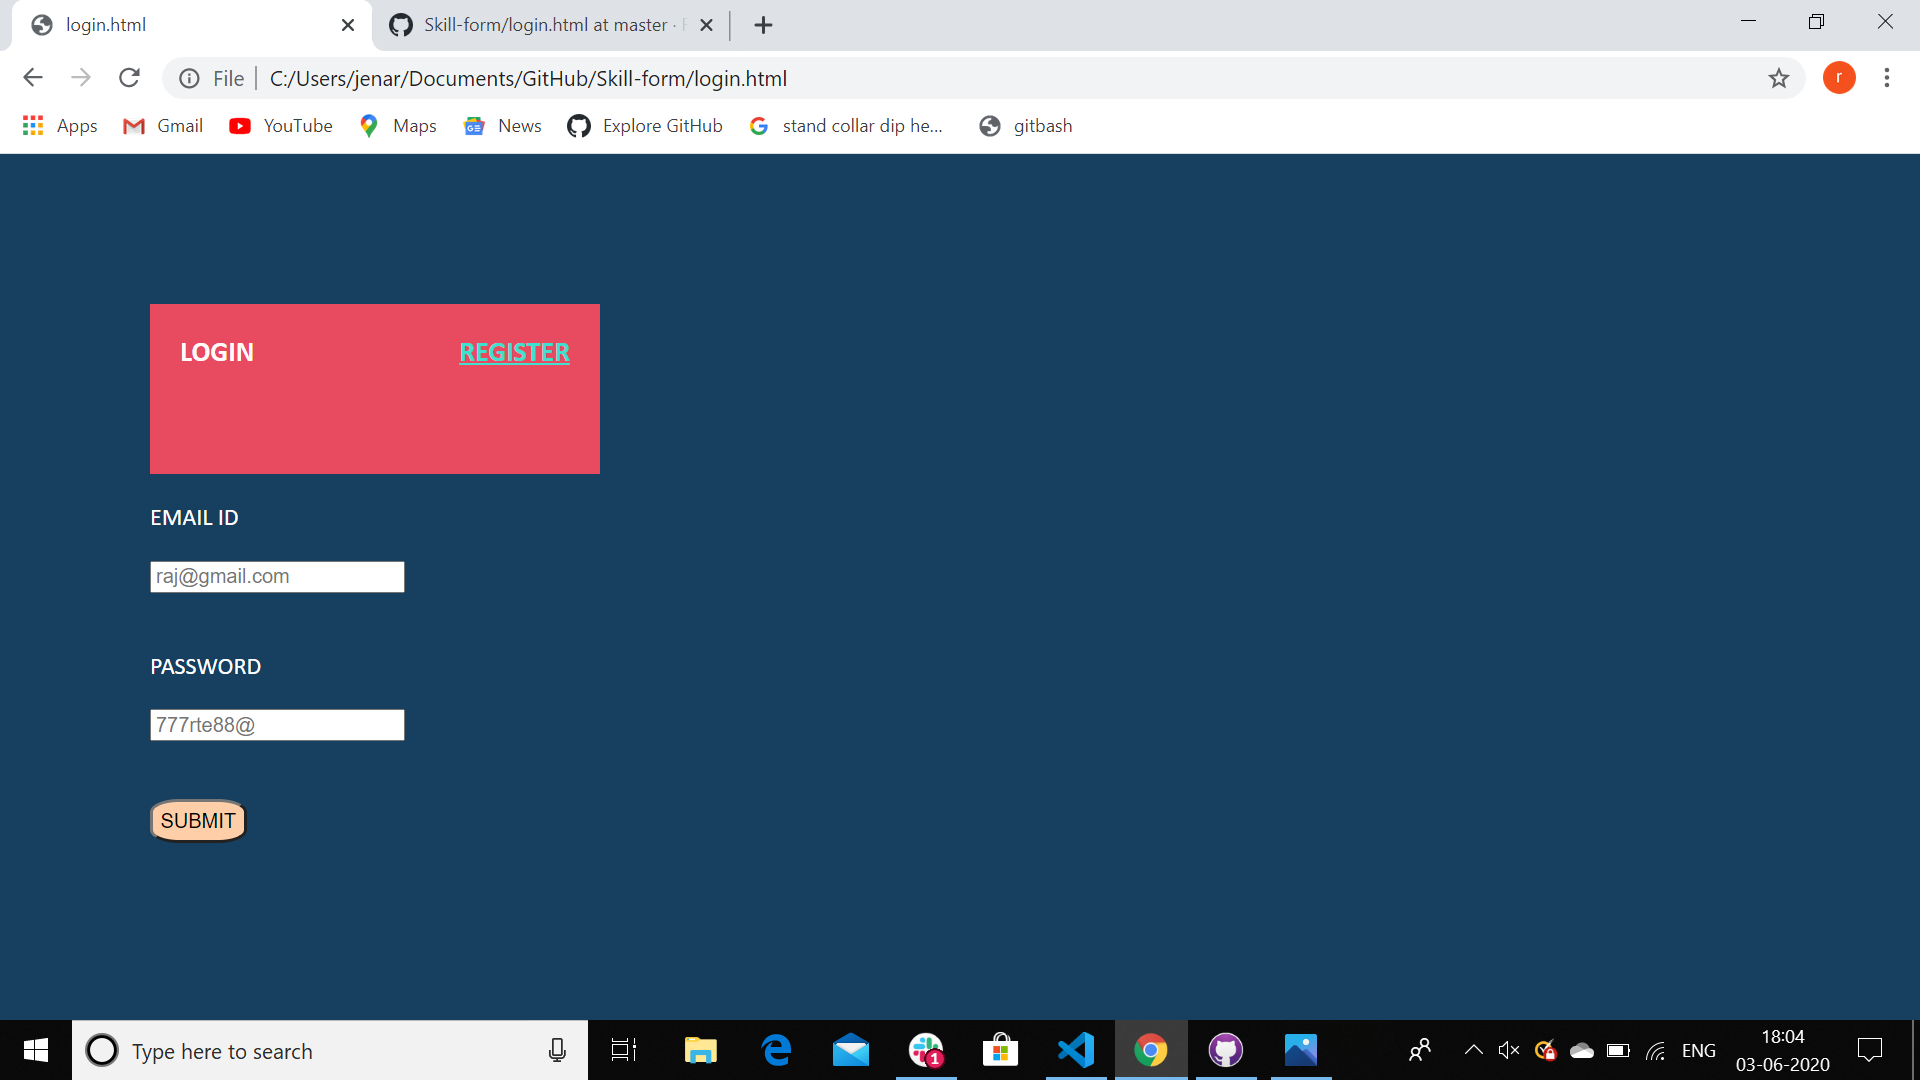 login.html
Skill-form/login.html at master ·
File
C:/Users/jenar/Documents/GitHub/Skill-form/login.html
r
Apps
Gmail
YouTube
Maps
News
Explore GitHub
stand collar dip he...
gitbash
LOGIN
REGISTER
EMAIL ID
raj@gmail.com
PASSWORD
777rte88@
SUBMIT
Type here to search
1
ENG
18:04
03-06-2020